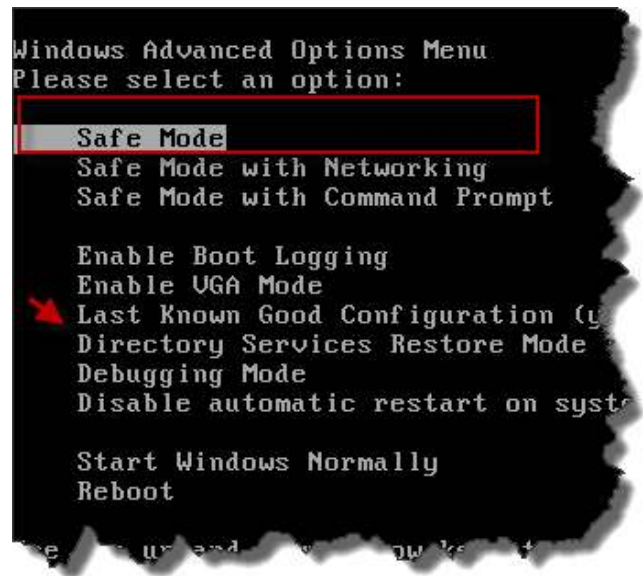 Windows Advanced Options Menu
Please select an option:
Safe Mode
Safe Mode with Networking
Safe Mode with Command Prompt
Enable Boot Logging
Enable VGA Mode
Last Known Good Configuration (y
Directory Services Restore Mode
Debugging Mode
Disable automatic restart on syst
Start Windows Normally
Reboot